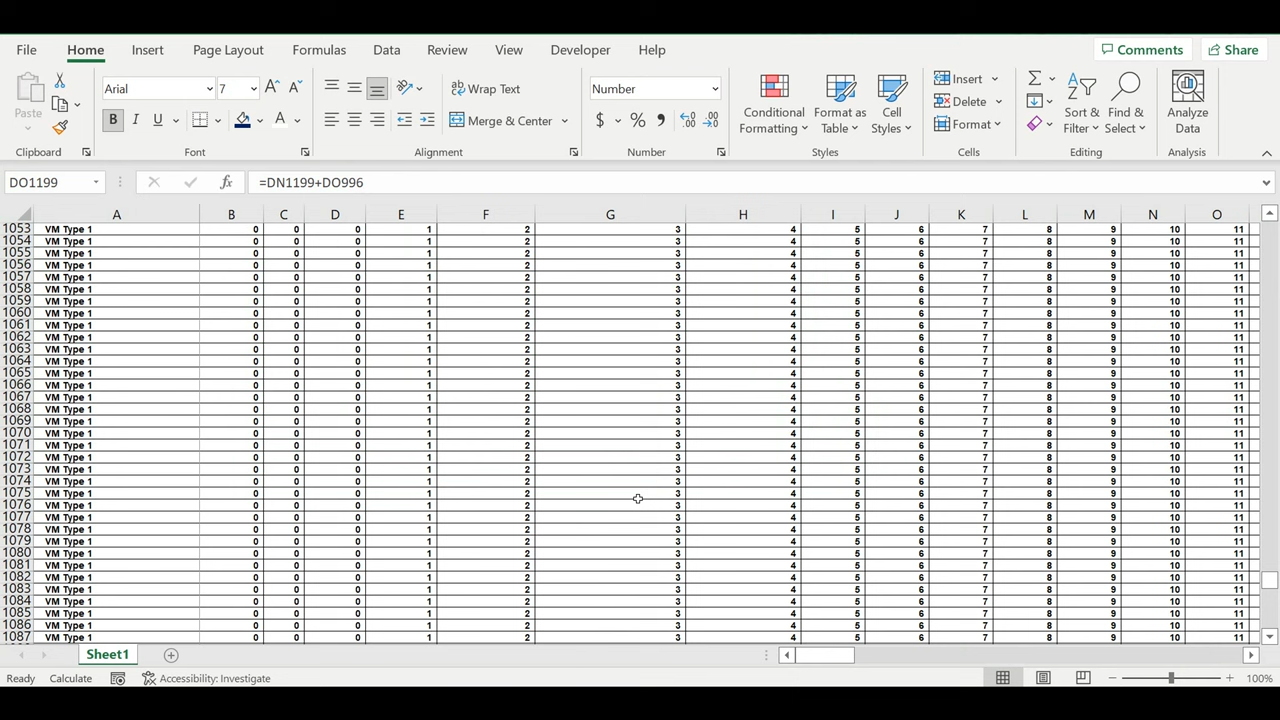 File Home Insert Page Layout Formulas Data Review View Developer Help Comments Share
Paste
Clipboard
Arial 7
B I U A
Font
ab Wrap Text
Merge & Center
Alignment
Number
$ % 9
Number
Conditional Formatting
Format as Table
Cell Styles
Styles
Insert
Delete
Format
Cells
Sort & Filter
Find & Select
Editing
Analyze Data
Analysis
DO1199 fx =DN1199+DO996
A B C D E F G H I J K L M N O
1053 VM Type 1 0 0 0 1 2 3 4 5 6 7 8 9 10 11
1054 VM Type 1 0 0 0 1 2 3 4 5 6 7 8 9 10 11
1055 VM Type 1 0 0 0 1 2 3 4 5 6 7 8 9 10 11
1056 VM Type 1 0 0 0 1 2 3 4 5 6 7 8 9 10 11
1057 VM Type 1 0 0 0 1 2 3 4 5 6 7 8 9 10 11
1058 VM Type 1 0 0 0 1 2 3 4 5 6 7 8 9 10 11
1059 VM Type 1 0 0 0 1 2 3 4 5 6 7 8 9 10 11
1060 VM Type 1 0 0 0 1 2 3 4 5 6 7 8 9 10 11
1061 VM Type 1 0 0 0 1 2 3 4 5 6 7 8 9 10 11
1062 VM Type 1 0 0 0 1 2 3 4 5 6 7 8 9 10 11
1063 VM Type 1 0 0 0 1 2 3 4 5 6 7 8 9 10 11
1064 VM Type 1 0 0 0 1 2 3 4 5 6 7 8 9 10 11
1065 VM Type 1 0 0 0 1 2 3 4 5 6 7 8 9 10 11
1066 VM Type 1 0 0 0 1 2 3 4 5 6 7 8 9 10 11
1067 VM Type 1 0 0 0 1 2 3 4 5 6 7 8 9 10 11
1068 VM Type 1 0 0 0 1 2 3 4 5 6 7 8 9 10 11
1069 VM Type 1 0 0 0 1 2 3 4 5 6 7 8 9 10 11
1070 VM Type 1 0 0 0 1 2 3 4 5 6 7 8 9 10 11
1071 VM Type 1 0 0 0 1 2 3 4 5 6 7 8 9 10 11
1072 VM Type 1 0 0 0 1 2 3 4 5 6 7 8 9 10 11
1073 VM Type 1 0 0 0 1 2 3 4 5 6 7 8 9 10 11
1074 VM Type 1 0 0 0 1 2 3 4 5 6 7 8 9 10 11
1075 VM Type 1 0 0 0 1 2 3 4 5 6 7 8 9 10 11
1076 VM Type 1 0 0 0 1 2 3 4 5 6 7 8 9 10 11
1077 VM Type 1 0 0 0 1 2 3 4 5 6 7 8 9 10 11
1078 VM Type 1 0 0 0 1 2 3 4 5 6 7 8 9 10 11
1079 VM Type 1 0 0 0 1 2 3 4 5 6 7 8 9 10 11
1080 VM Type 1 0 0 0 1 2 3 4 5 6 7 8 9 10 11
1081 VM Type 1 0 0 0 1 2 3 4 5 6 7 8 9 10 11
1082 VM Type 1 0 0 0 1 2 3 4 5 6 7 8 9 10 11
1083 VM Type 1 0 0 0 1 2 3 4 5 6 7 8 9 10 11
1084 VM Type 1 0 0 0 1 2 3 4 5 6 7 8 9 10 11
1085 VM Type 1 0 0 0 1 2 3 4 5 6 7 8 9 10 11
1086 VM Type 1 0 0 0 1 2 3 4 5 6 7 8 9 10 11
1087 VM Type 1 0 0 0 1 2 3 4 5 6 7 8 9 10 11
Sheet1
Ready Calculate Accessibility: Investigate 100%